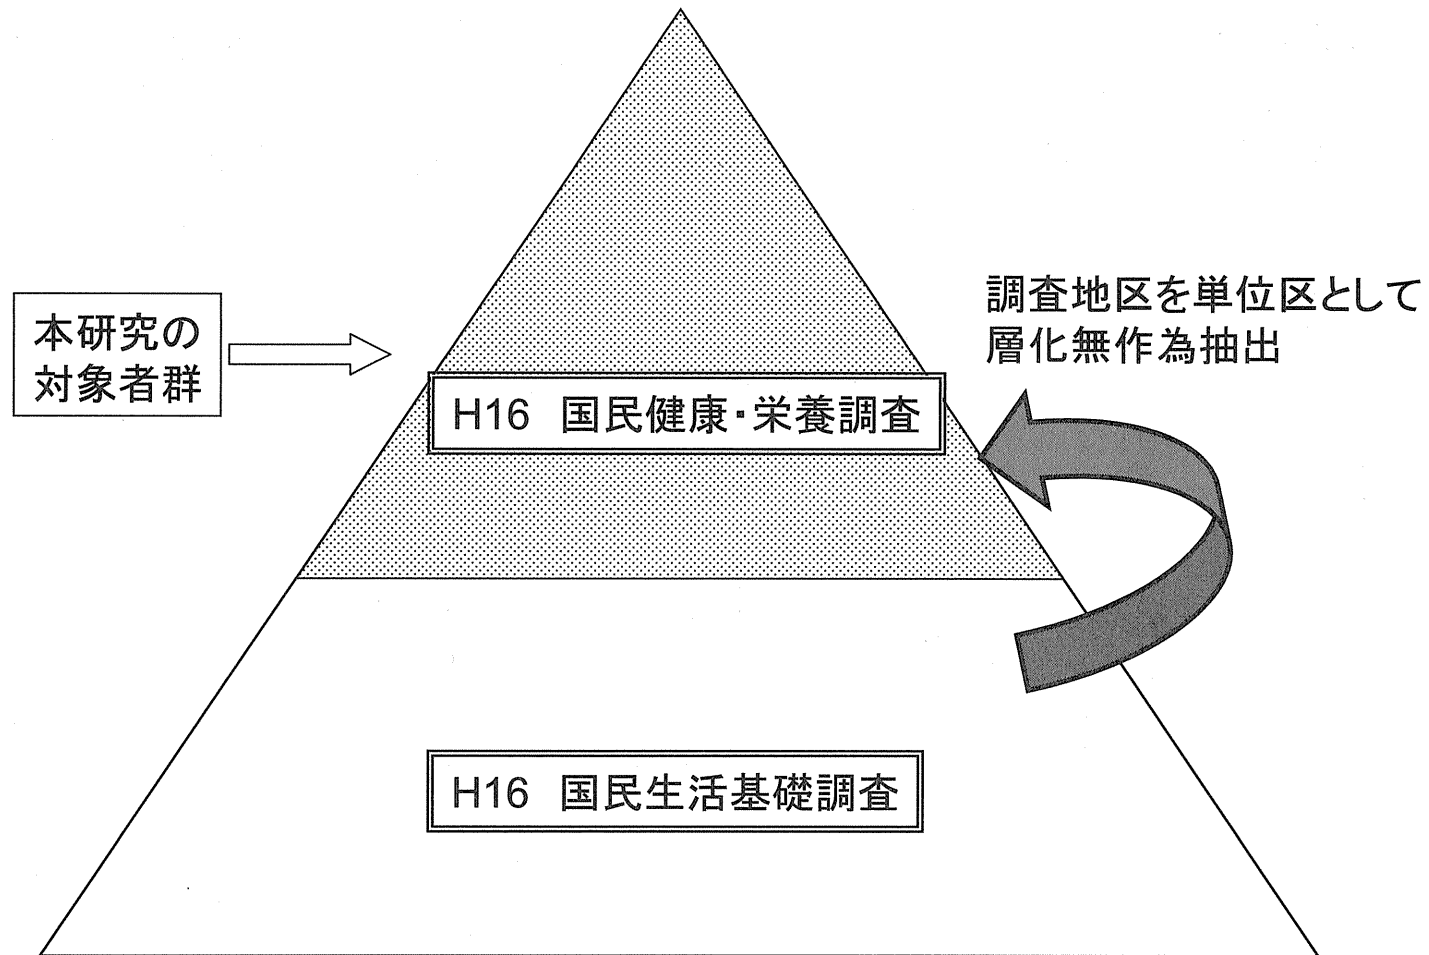 調査地区を単位区として
層化無作為抽出
本研究の
対象者群
H16 国民健康・栄養調査
H16 国民生活基礎調査